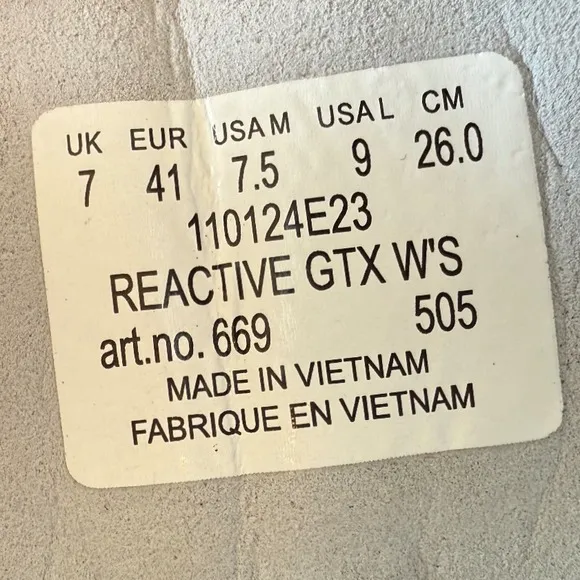 UK EUR USA M USA L CM
7 41 7.5 9 26.0
110124E23
REACTIVE GTX W'S
art.no. 669 505
MADE IN VIETNAM
FABRIQUE EN VIETNAM